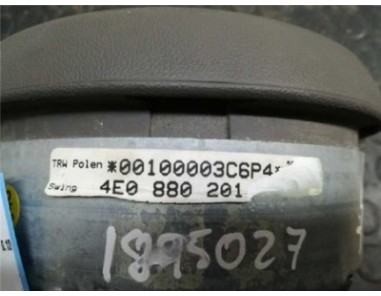 TRW Polen *00100003C6P4*
Swing 4E0 880 201
1895027